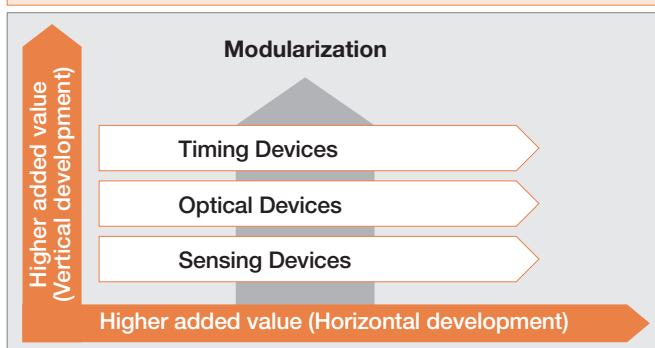 Modularization
Timing Devices
Optical Devices
Sensing Devices
Higher added value
(Vertical development)
Higher added value (Horizontal development)